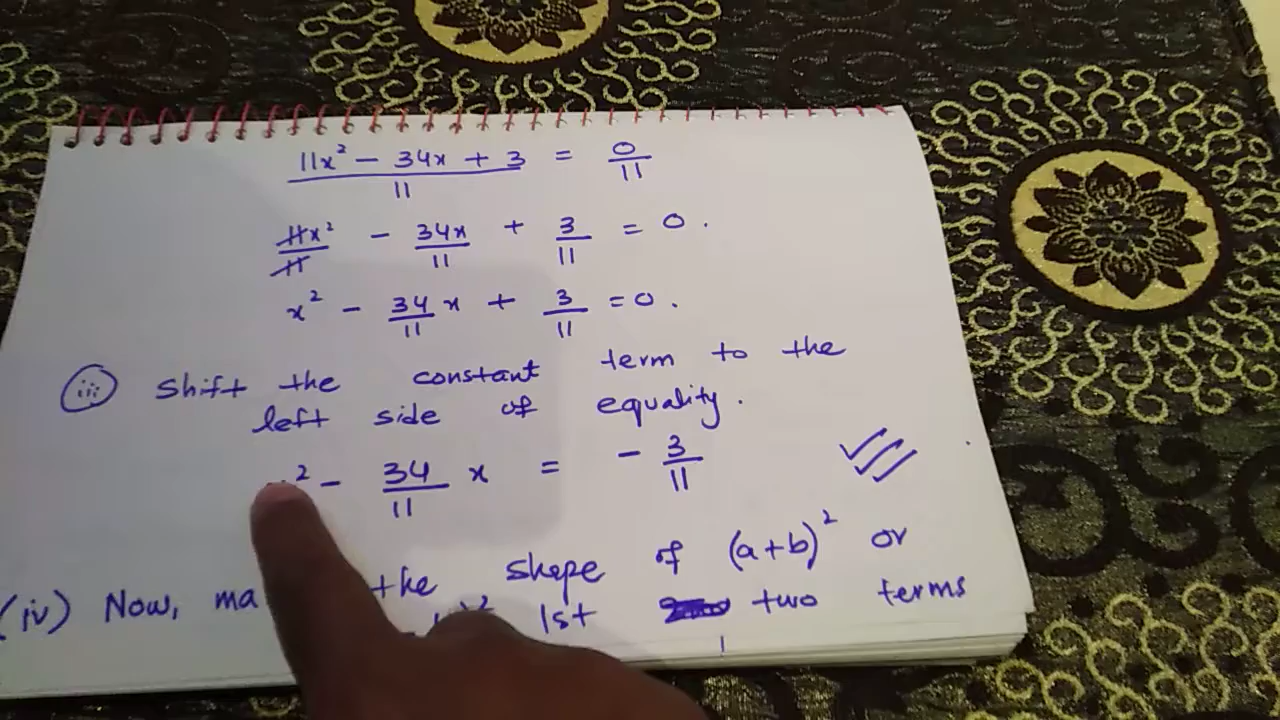 11x² - 34x + 3 / 11 = 0 / 11
11x² / 11 - 34x / 11 + 3 / 11 = 0 .
x² - 34 / 11 x + 3 / 11 = 0 .
(iii) Shift the constant term to the
left side of equality .
² - 34 / 11 x = - 3 / 11
(iv) Now, the shape of (a+b)² or
² 1st two terms